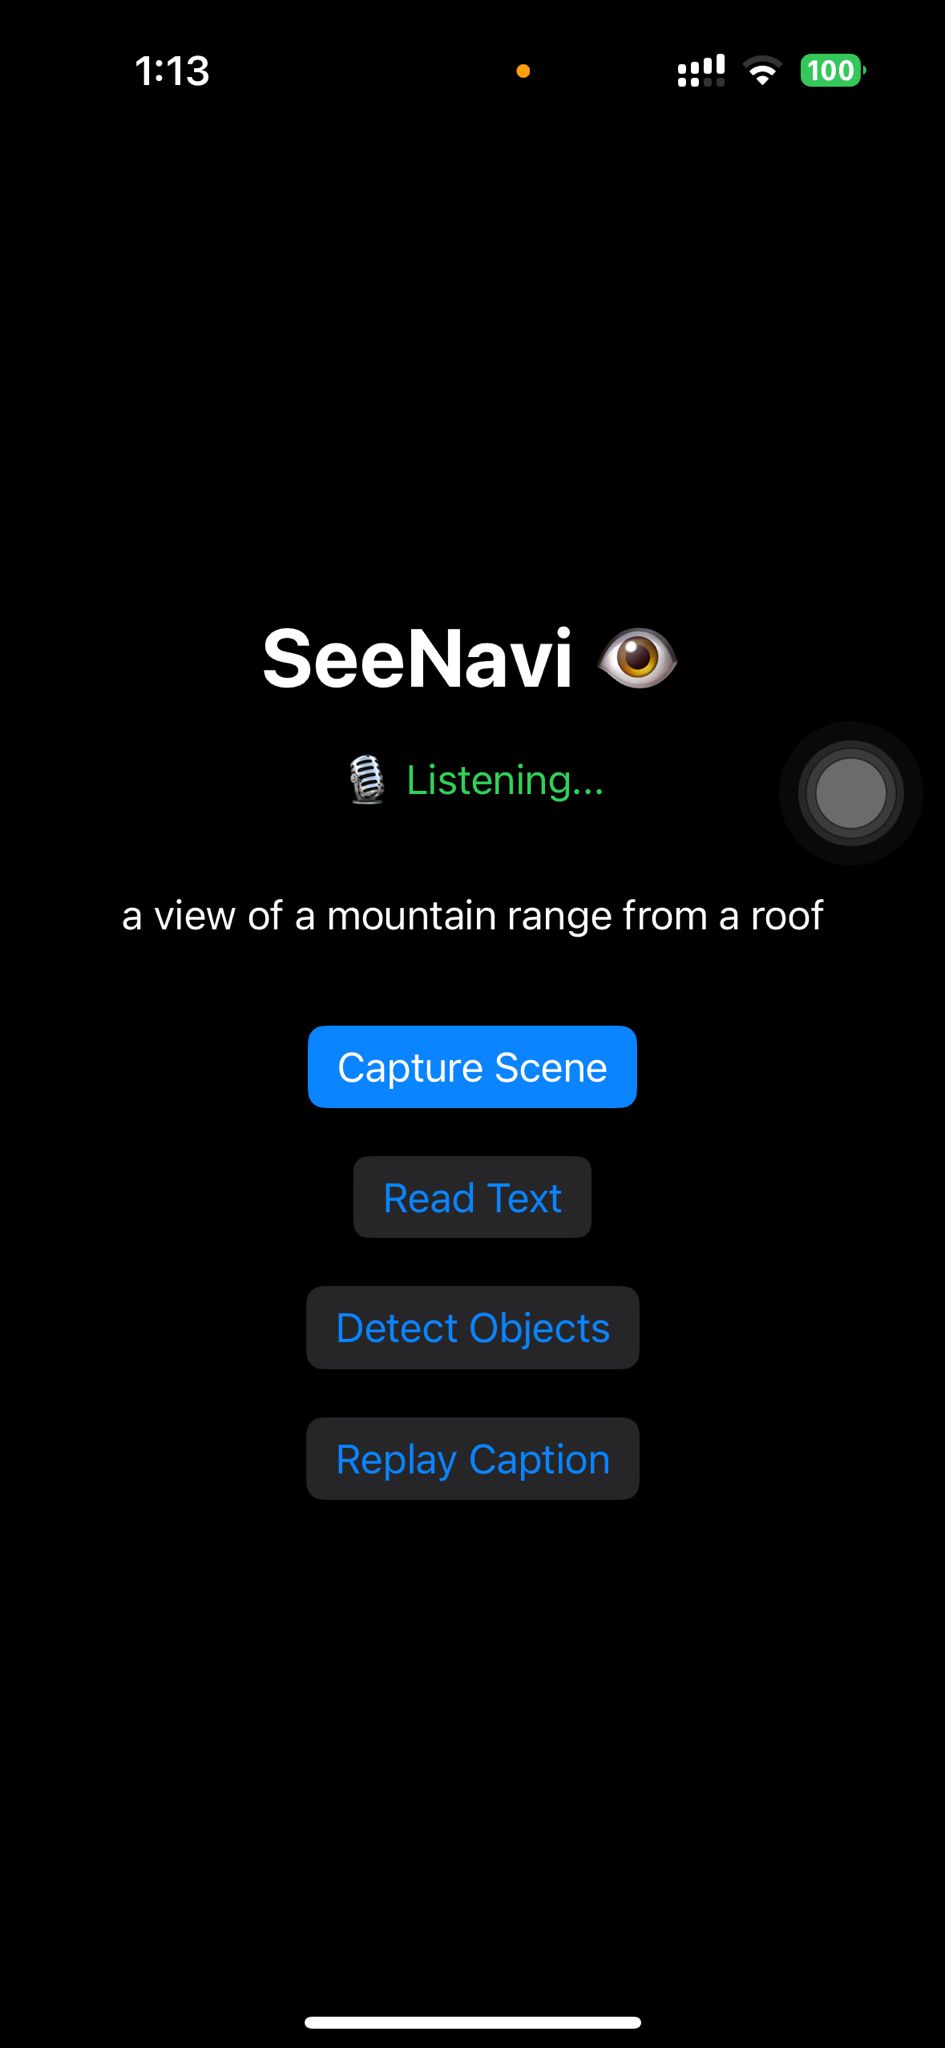 1:13
100
SeeNavi 👁️
🎙️ Listening...
a view of a mountain range from a roof
Capture Scene
Read Text
Detect Objects
Replay Caption